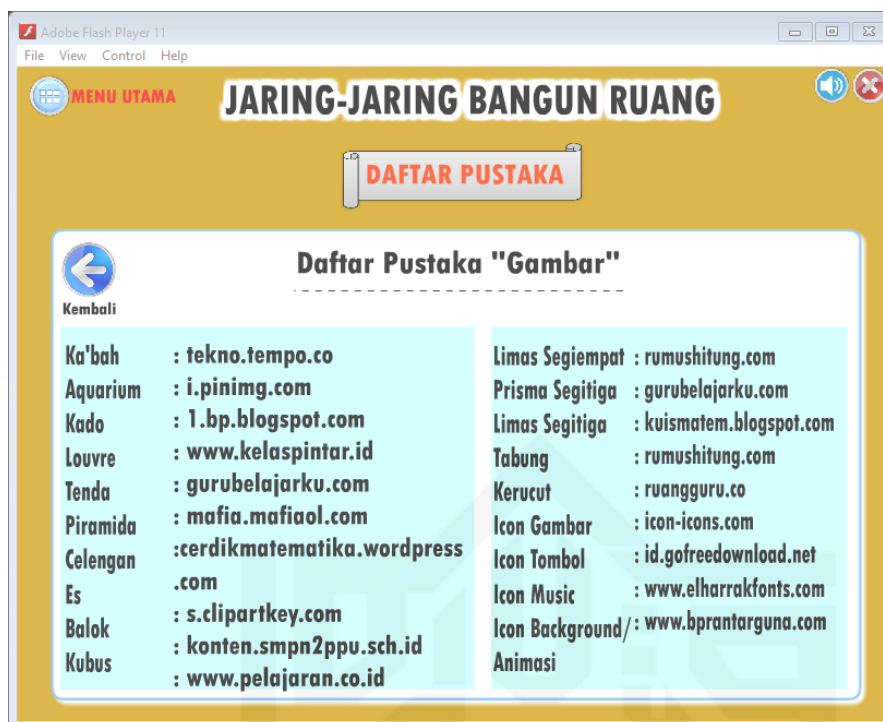 Adobe Flash Player 11
File View Control Help
MENU UTAMA
JARING-JARING BANGUN RUANG
DAFTAR PUSTAKA
Daftar Pustaka "Gambar"
Kembali
Ka'bah : tekno.tempo.co
Aquarium : i.pinimg.com
Kado : 1.bp.blogspot.com
Louvre : www.kelaspintar.id
Tenda : gurubelajarku.com
Piramida : mafia.mafiaol.com
Celengan :cerdikmatematika.wordpress
Es .com
Balok : s.clipartkey.com
Kubus : konten.smpn2ppu.sch.id
: www.pelajaran.co.id
Limas Segiempat : rumushitung.com
Prisma Segitiga : gurubelajarku.com
Limas Segitiga : kuismatem.blogspot.com
Tabung : rumushitung.com
Kerucut : ruangguru.co
Icon Gambar : icon-icons.com
Icon Tombol : id.gofreedownload.net
Icon Music : www.elharrakfonts.com
Icon Background/ : www.bprantarguna.com
Animasi